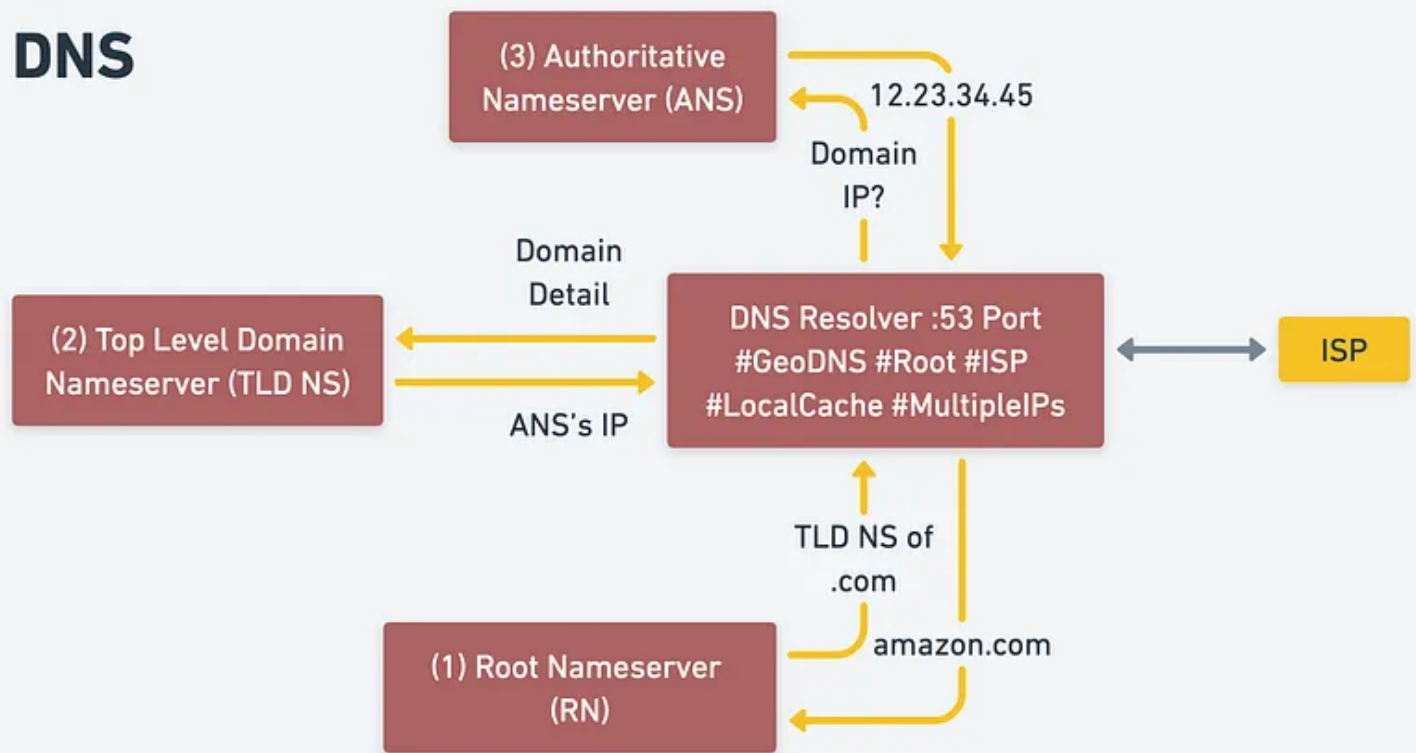 DNS
(3) Authoritative
Nameserver (ANS)
12.23.34.45
Domain
IP?
Domain
Detail
(2) Top Level Domain
Nameserver (TLD NS)
ANS’s IP
DNS Resolver :53 Port
#GeoDNS #Root #ISP
#LocalCache #MultipleIPs
ISP
TLD NS of
.com
amazon.com
(1) Root Nameserver
(RN)